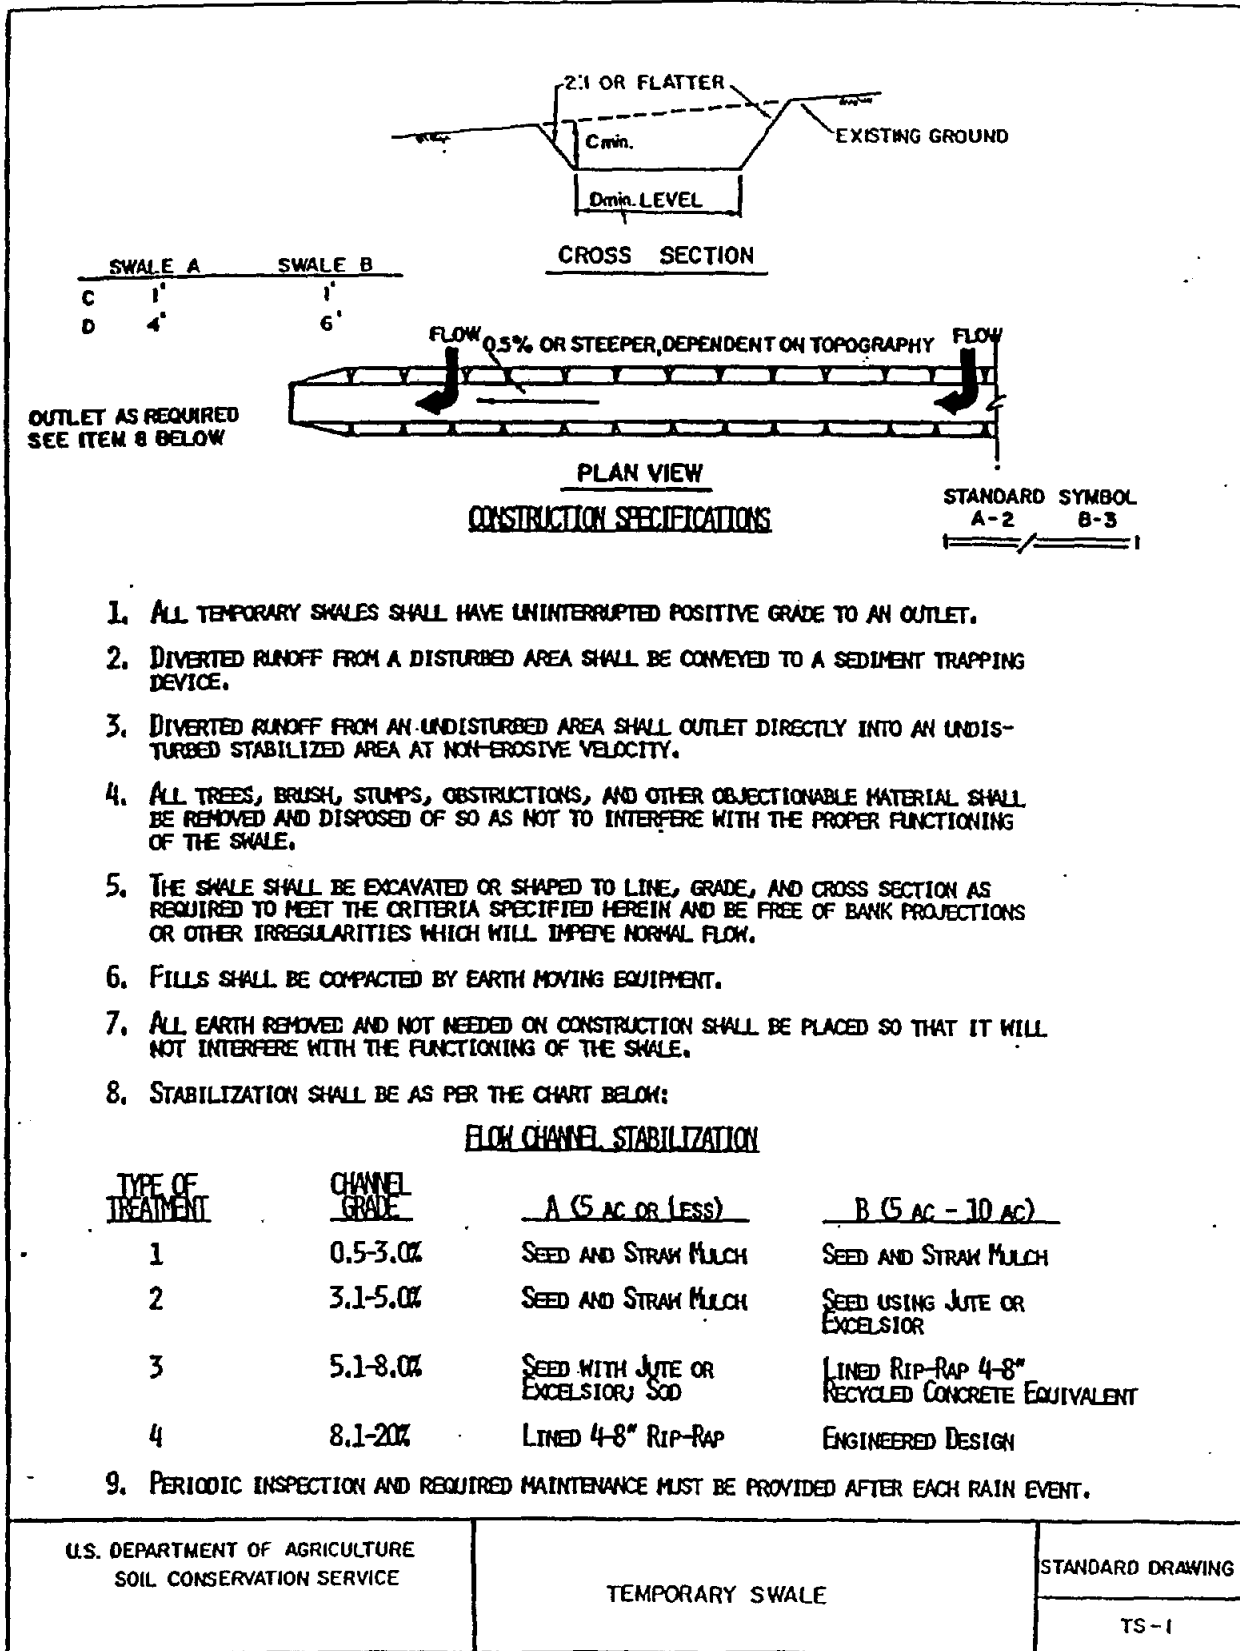 2:1 OR FLATTER
EXISTING GROUND
Cmin.
Dmin. LEVEL
CROSS SECTION
SWALE A SWALE B
C 1' 1'
D 4' 6'
FLOW 0.5% OR STEEPER, DEPENDENT ON TOPOGRAPHY FLOW
OUTLET AS REQUIRED
SEE ITEM 8 BELOW
PLAN VIEW
STANDARD SYMBOL
A-2 B-3
CONSTRUCTION SPECIFICATIONS
1. ALL TEMPORARY SWALES SHALL HAVE UNINTERRUPTED POSITIVE GRADE TO AN OUTLET.
2. DIVERTED RUNOFF FROM A DISTURBED AREA SHALL BE CONVEYED TO A SEDIMENT TRAPPING
DEVICE.
3. DIVERTED RUNOFF FROM AN UNDISTURBED AREA SHALL OUTLET DIRECTLY INTO AN UNDIS-
TURBED STABILIZED AREA AT NON-EROSIVE VELOCITY.
4. ALL TREES, BRUSH, STUMPS, OBSTRUCTIONS, AND OTHER OBJECTIONABLE MATERIAL SHALL
BE REMOVED AND DISPOSED OF SO AS NOT TO INTERFERE WITH THE PROPER FUNCTIONING
OF THE SWALE.
5. THE SWALE SHALL BE EXCAVATED OR SHAPED TO LINE, GRADE, AND CROSS SECTION AS
REQUIRED TO MEET THE CRITERIA SPECIFIED HEREIN AND BE FREE OF BANK PROJECTIONS
OR OTHER IRREGULARITIES WHICH WILL IMPEDE NORMAL FLOW.
6. FILLS SHALL BE COMPACTED BY EARTH MOVING EQUIPMENT.
7. ALL EARTH REMOVED AND NOT NEEDED ON CONSTRUCTION SHALL BE PLACED SO THAT IT WILL
NOT INTERFERE WITH THE FUNCTIONING OF THE SWALE.
8. STABILIZATION SHALL BE AS PER THE CHART BELOW:
FLOW CHANNEL STABILIZATION
TYPE OF CHANNEL
TREATMENT GRADE A (5 AC OR LESS) B (5 AC - 10 AC)
1 0.5-3.0% SEED AND STRAW MULCH SEED AND STRAW MULCH
2 3.1-5.0% SEED AND STRAW MULCH SEED USING JUTE OR
EXCELSIOR
3 5.1-8.0% SEED WITH JUTE OR LINED RIP-RAP 4-8"
EXCELSIOR; SOD RECYCLED CONCRETE EQUIVALENT
4 8.1-20% LINED 4-8" RIP-RAP ENGINEERED DESIGN
9. PERIODIC INSPECTION AND REQUIRED MAINTENANCE MUST BE PROVIDED AFTER EACH RAIN EVENT.
U.S. DEPARTMENT OF AGRICULTURE
SOIL CONSERVATION SERVICE
TEMPORARY SWALE
STANDARD DRAWING
TS-1